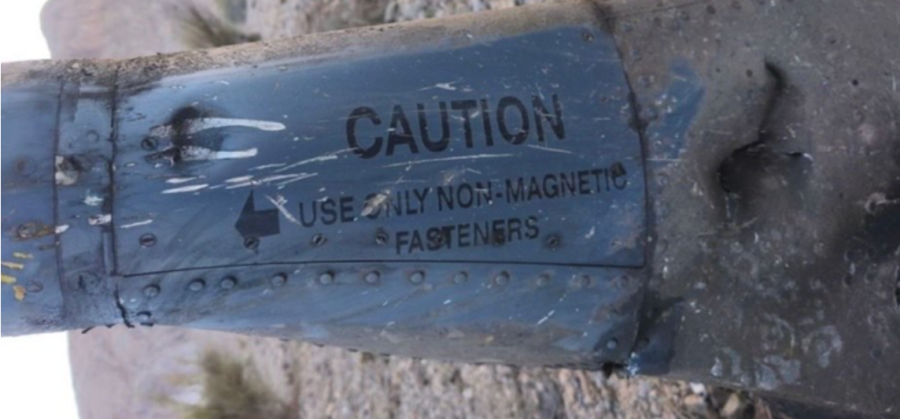 CAUTION
USE ONLY NON-MAGNETIC
FASTENERS